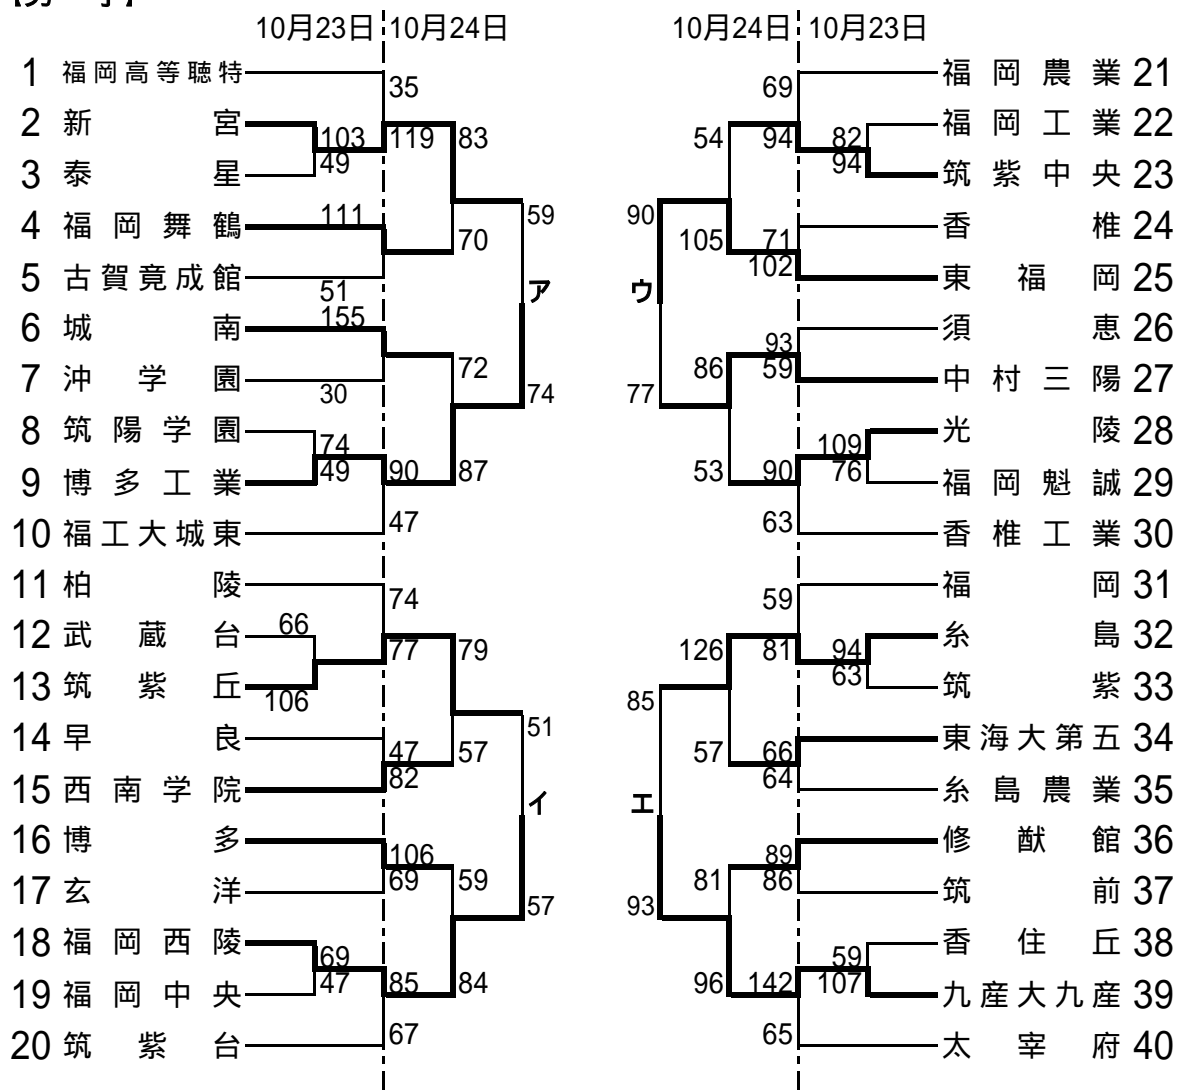 10月23日 10月24日 10月24日 10月23日
1 福岡高等聴特 35 69 福岡農業 21
2 新宮 103 119 83 54 94 82 福岡工業 22
3 泰星 49 94 筑紫中央 23
4 福岡舞鶴 111 70 59 90 105 71 香椎 24
5 古賀竟成館 51 ア ウ 102 東福岡 25
6 城南 155 93 須恵 26
7 沖学園 30 72 74 77 86 59 中村三陽 27
8 筑陽学園 74 109 光陵 28
9 博多工業 49 90 87 53 90 76 福岡魁誠 29
10 福工大城東 47 63 香椎工業 30
11 柏陵 74 59 福岡 31
12 武蔵台 66 77 79 126 81 94 糸島 32
13 筑紫丘 106 51 85 63 筑紫 33
14 早良 47 57 57 66 東海大第五 34
15 西南学院 82 イ エ 64 糸島農業 35
16 博多 106 89 修猷館 36
17 玄洋 69 59 57 93 81 86 筑前 37
18 福岡西陵 69 59 香住丘 38
19 福岡中央 47 85 84 96 142 107 九産大九産 39
20 筑紫台 67 65 太宰府 40